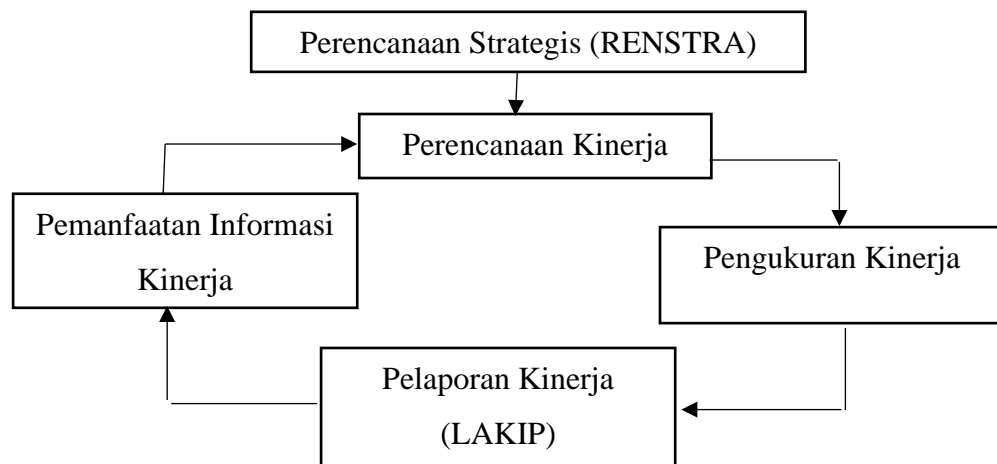 Perencanaan Strategis (RENSTRA)
Perencanaan Kinerja
Pemanfaatan Informasi
Kinerja
Pengukuran Kinerja
Pelaporan Kinerja
(LAKIP)